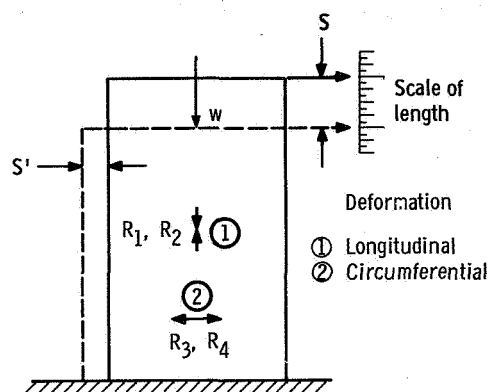 S
Scale of
length
W
S'
Deformation
R1, R2 ①
① Longitudinal
② Circumferential
②
R3, R4